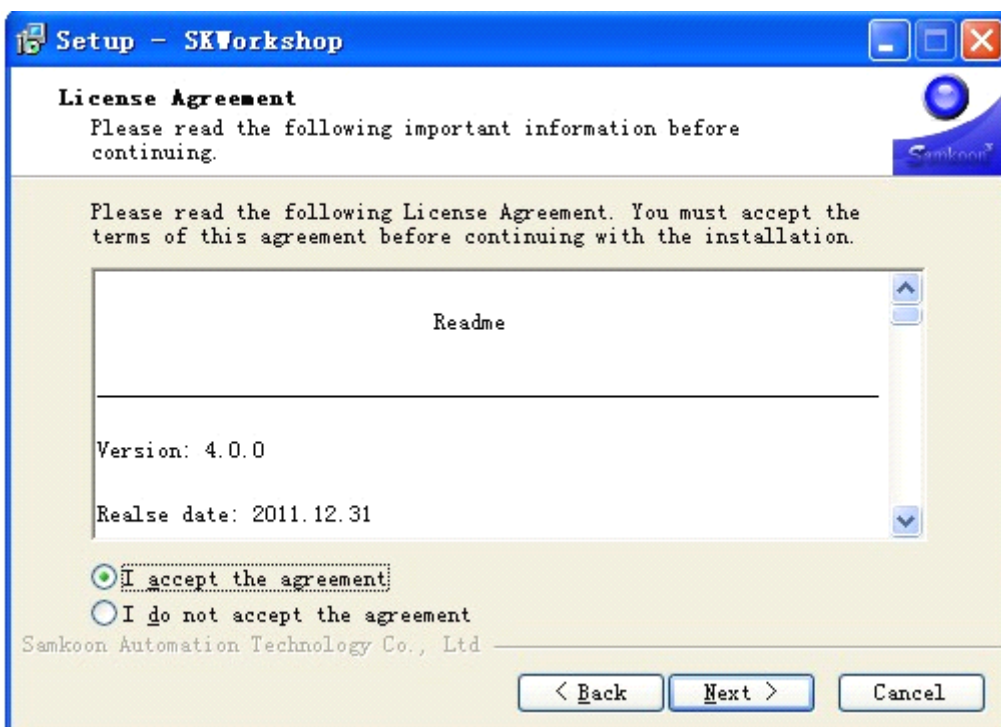 Setup - SKWorkshop
License Agreement
Please read the following important information before
continuing.
Samkoon
Please read the following License Agreement. You must accept the
terms of this agreement before continuing with the installation.
Readme
Version: 4.0.0
Realse date: 2011.12.31
I accept the agreement
I do not accept the agreement
Samkoon Automation Technology Co., Ltd
< Back
Next >
Cancel